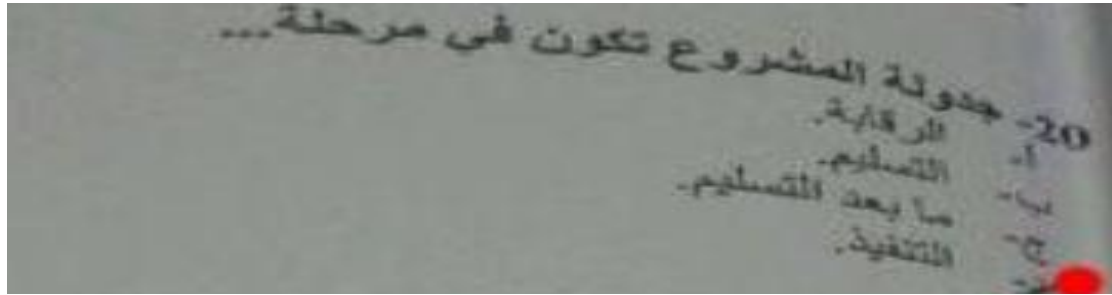 20- جدولة المشروع تكون في مرحلة...
أ- الرقابة.
ب- التسليم.
ج- ما بعد التسليم.
د- التنفيذ.